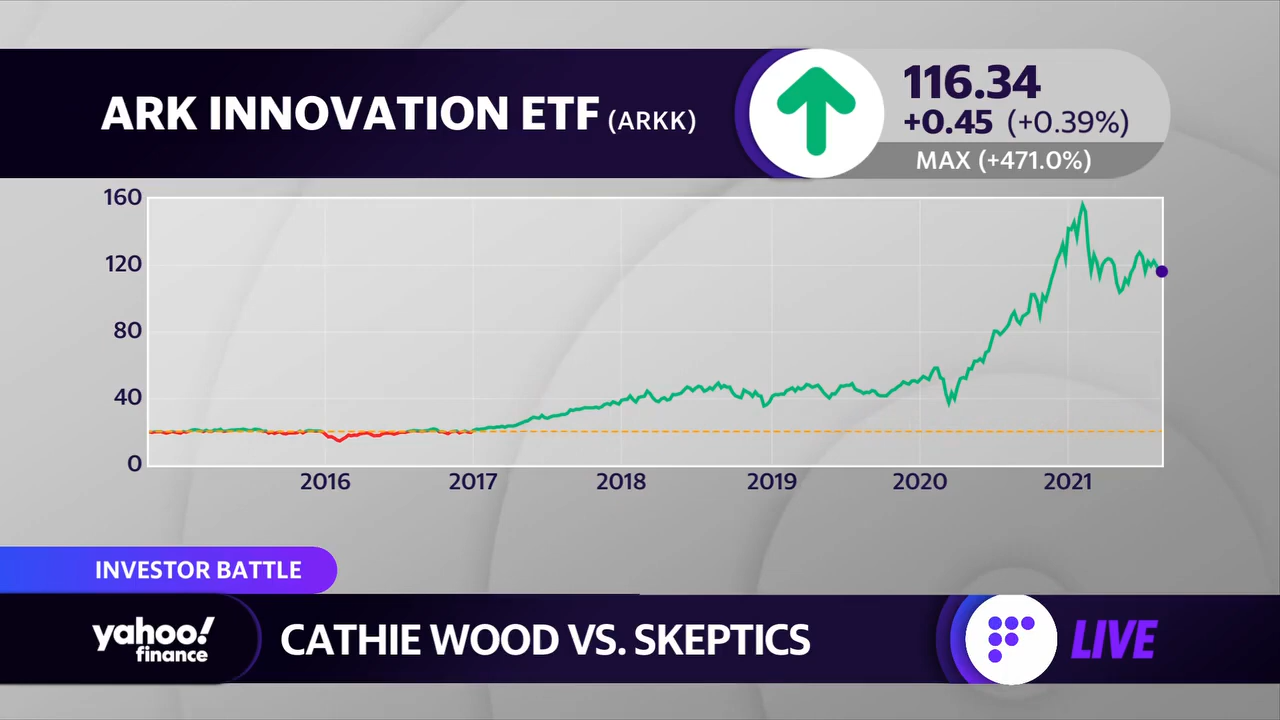 ARK INNOVATION ETF (ARKK)
116.34
+0.45 (+0.39%)
MAX (+471.0%)
160
120
80
40
0
2016 2017 2018 2019 2020 2021
INVESTOR BATTLE
yahoo!
finance
CATHIE WOOD VS. SKEPTICS
LIVE